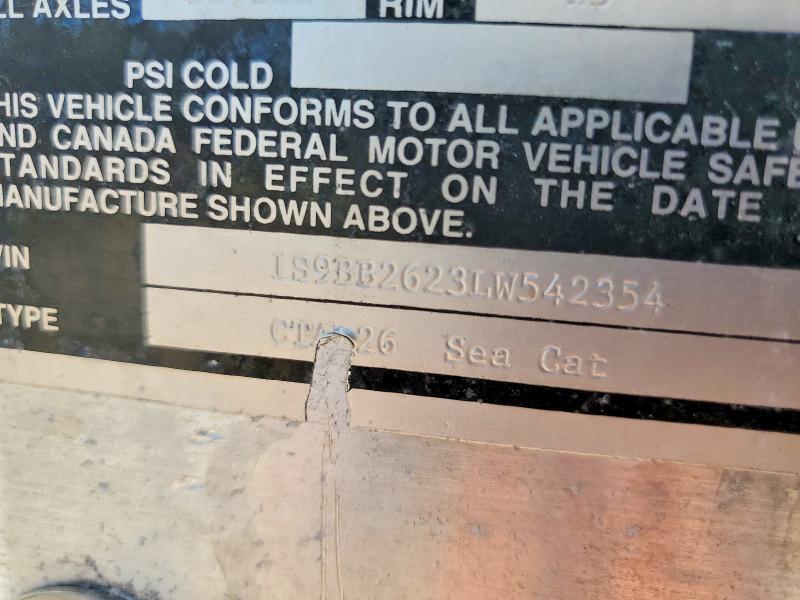 LL AXLES RIM
PSI COLD
HIS VEHICLE CONFORMS TO ALL APPLICABLE
ND CANADA FEDERAL MOTOR VEHICLE SAFE
TANDARDS IN EFFECT ON THE DATE
MANUFACTURE SHOWN ABOVE.
VIN 1S9BB2623LW542354
TYPE 26 Sea Cat